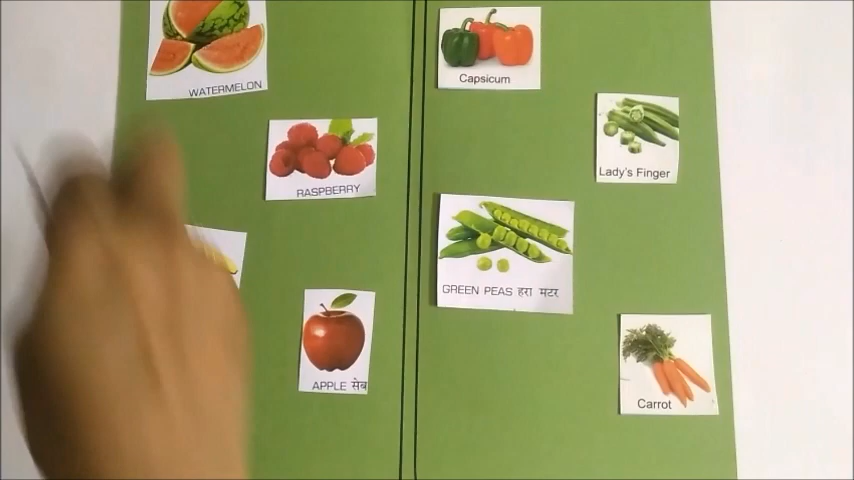 WATERMELON
Capsicum
RASPBERRY
Lady's Finger
GREEN PEAS हरा मटर
APPLE सेब
Carrot